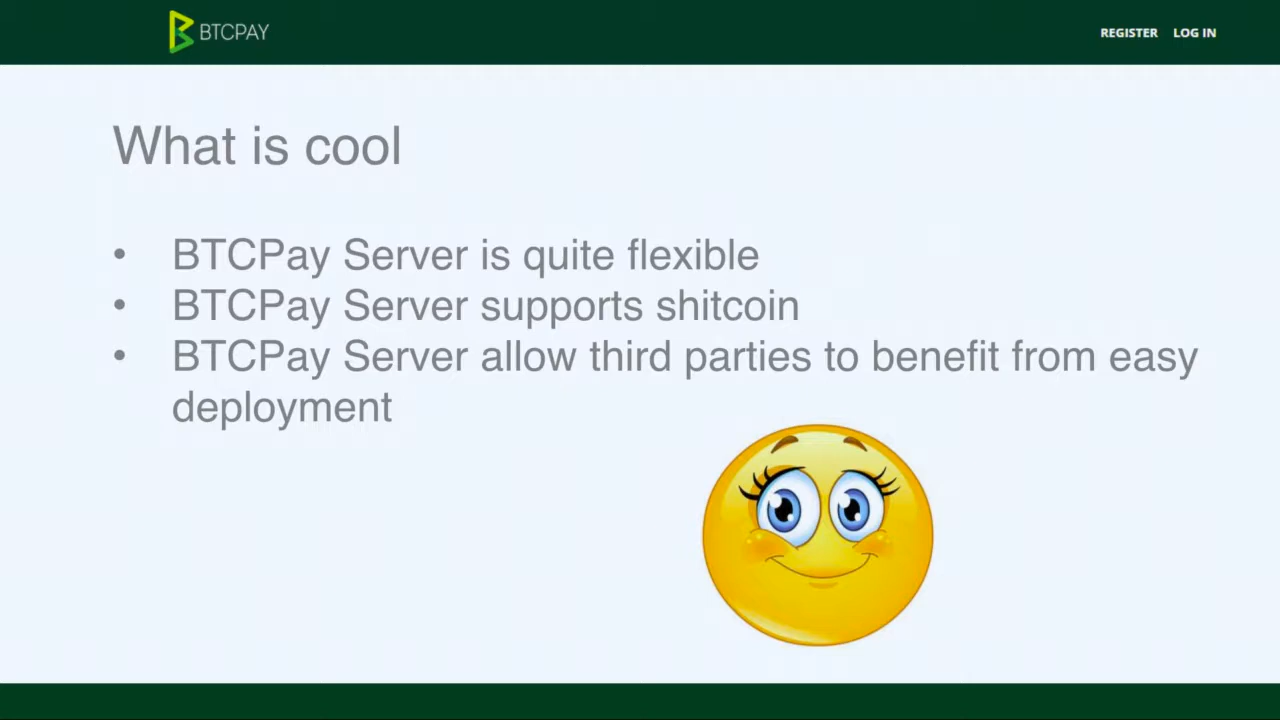 BTCPAY
REGISTER LOG IN
What is cool
• BTCPay Server is quite flexible
• BTCPay Server supports shitcoin
• BTCPay Server allow third parties to benefit from easy
deployment